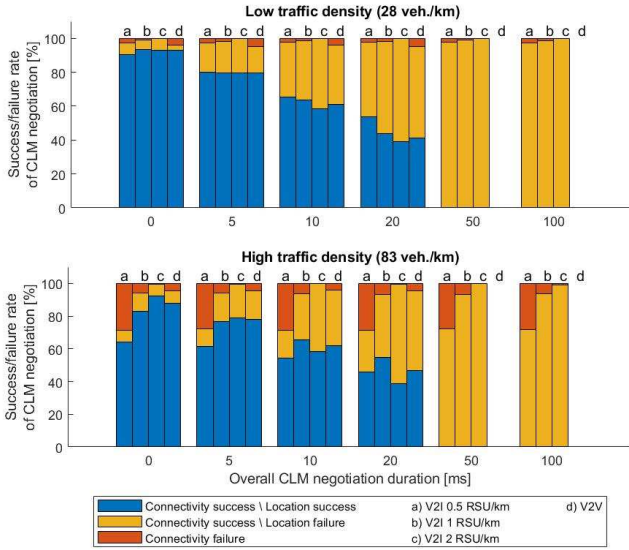 Low traffic density (28 veh./km)
a b c d a b c d a b c d a b c d a b c d a b c d
100
80
60
40
20
0
Success/failure rate
of CLM negotiation [%]
0 5 10 20 50 100
High traffic density (83 veh./km)
a b c d a b c d a b c d a b c d a b c d a b c d
100
80
60
40
20
0
Success/failure rate
of CLM negotiation [%]
0 5 10 20 50 100
Overall CLM negotiation duration [ms]
Connectivity success \ Location success a) V2I 0.5 RSU/km d) V2V
Connectivity success \ Location failure b) V2I 1 RSU/km
Connectivity failure c) V2I 2 RSU/km